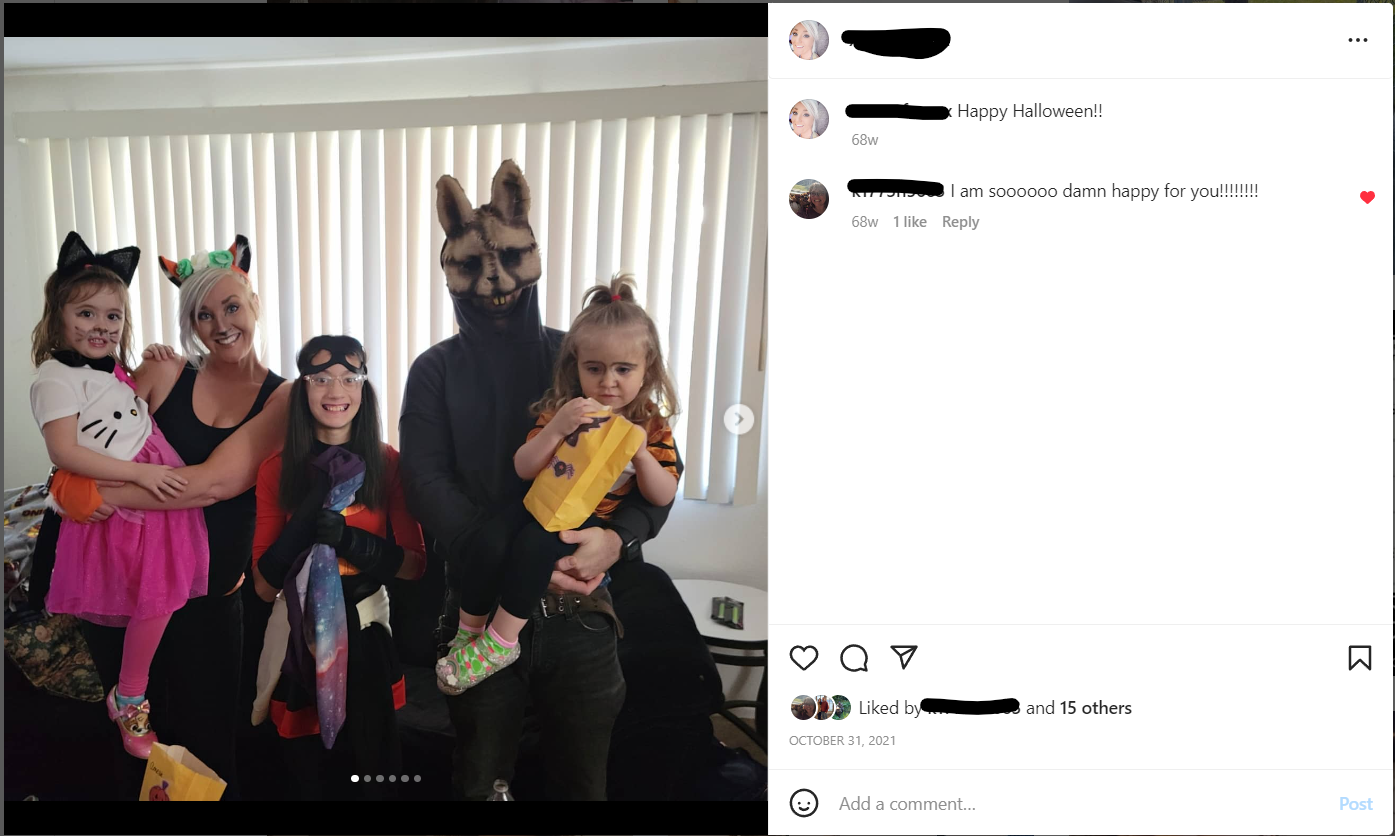 Happy Halloween!!
68w
I am soooooo damn happy for you!!!!!!!!
68w 1 like Reply
Liked by and 15 others
OCTOBER 31, 2021
Add a comment... Post